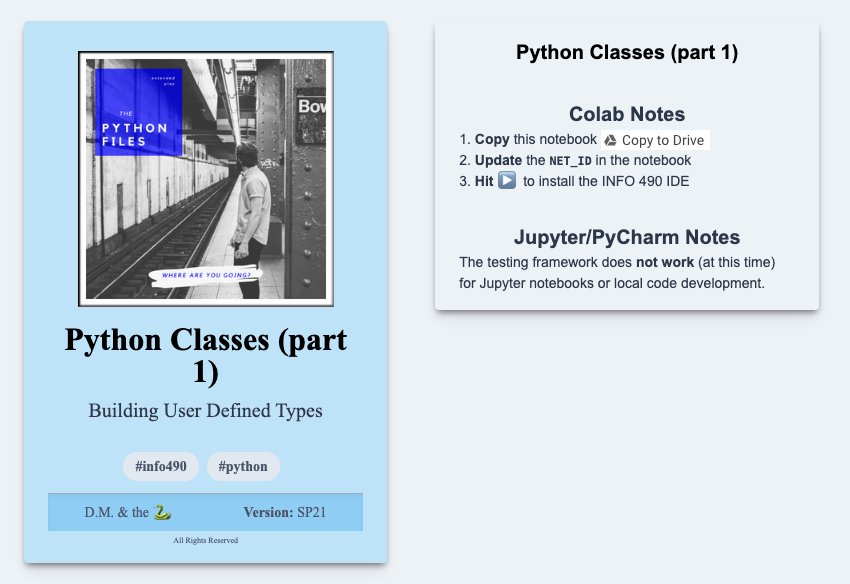 extended
play
THE
PYTHON
FILES
Bow
WHERE ARE YOU GOING?
Python Classes (part
1)
Building User Defined Types
#info490 #python
D.M. & the 🐍 Version: SP21
All Rights Reserved
Python Classes (part 1)
Colab Notes
1. Copy this notebook Copy to Drive
2. Update the NET_ID in the notebook
3. Hit ▶️ to install the INFO 490 IDE
Jupyter/PyCharm Notes
The testing framework does not work (at this time)
for Jupyter notebooks or local code development.